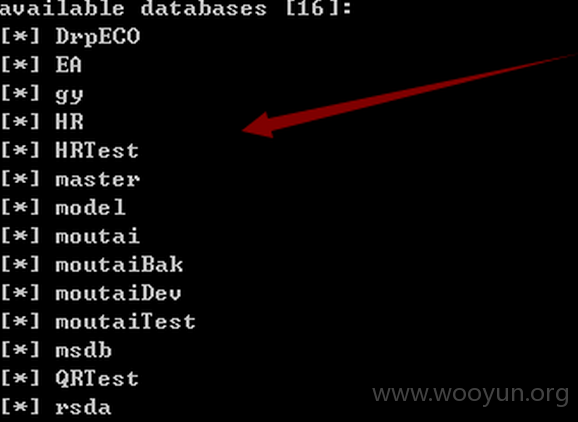 available databases [16]:
[*] DrpECO
[*] EA
[*] gy
[*] HR
[*] HRTest
[*] master
[*] model
[*] moutai
[*] moutaiBak
[*] moutaiDev
[*] moutaiTest
[*] msdb
[*] QRTest
[*] rsda
www.wooyun.org